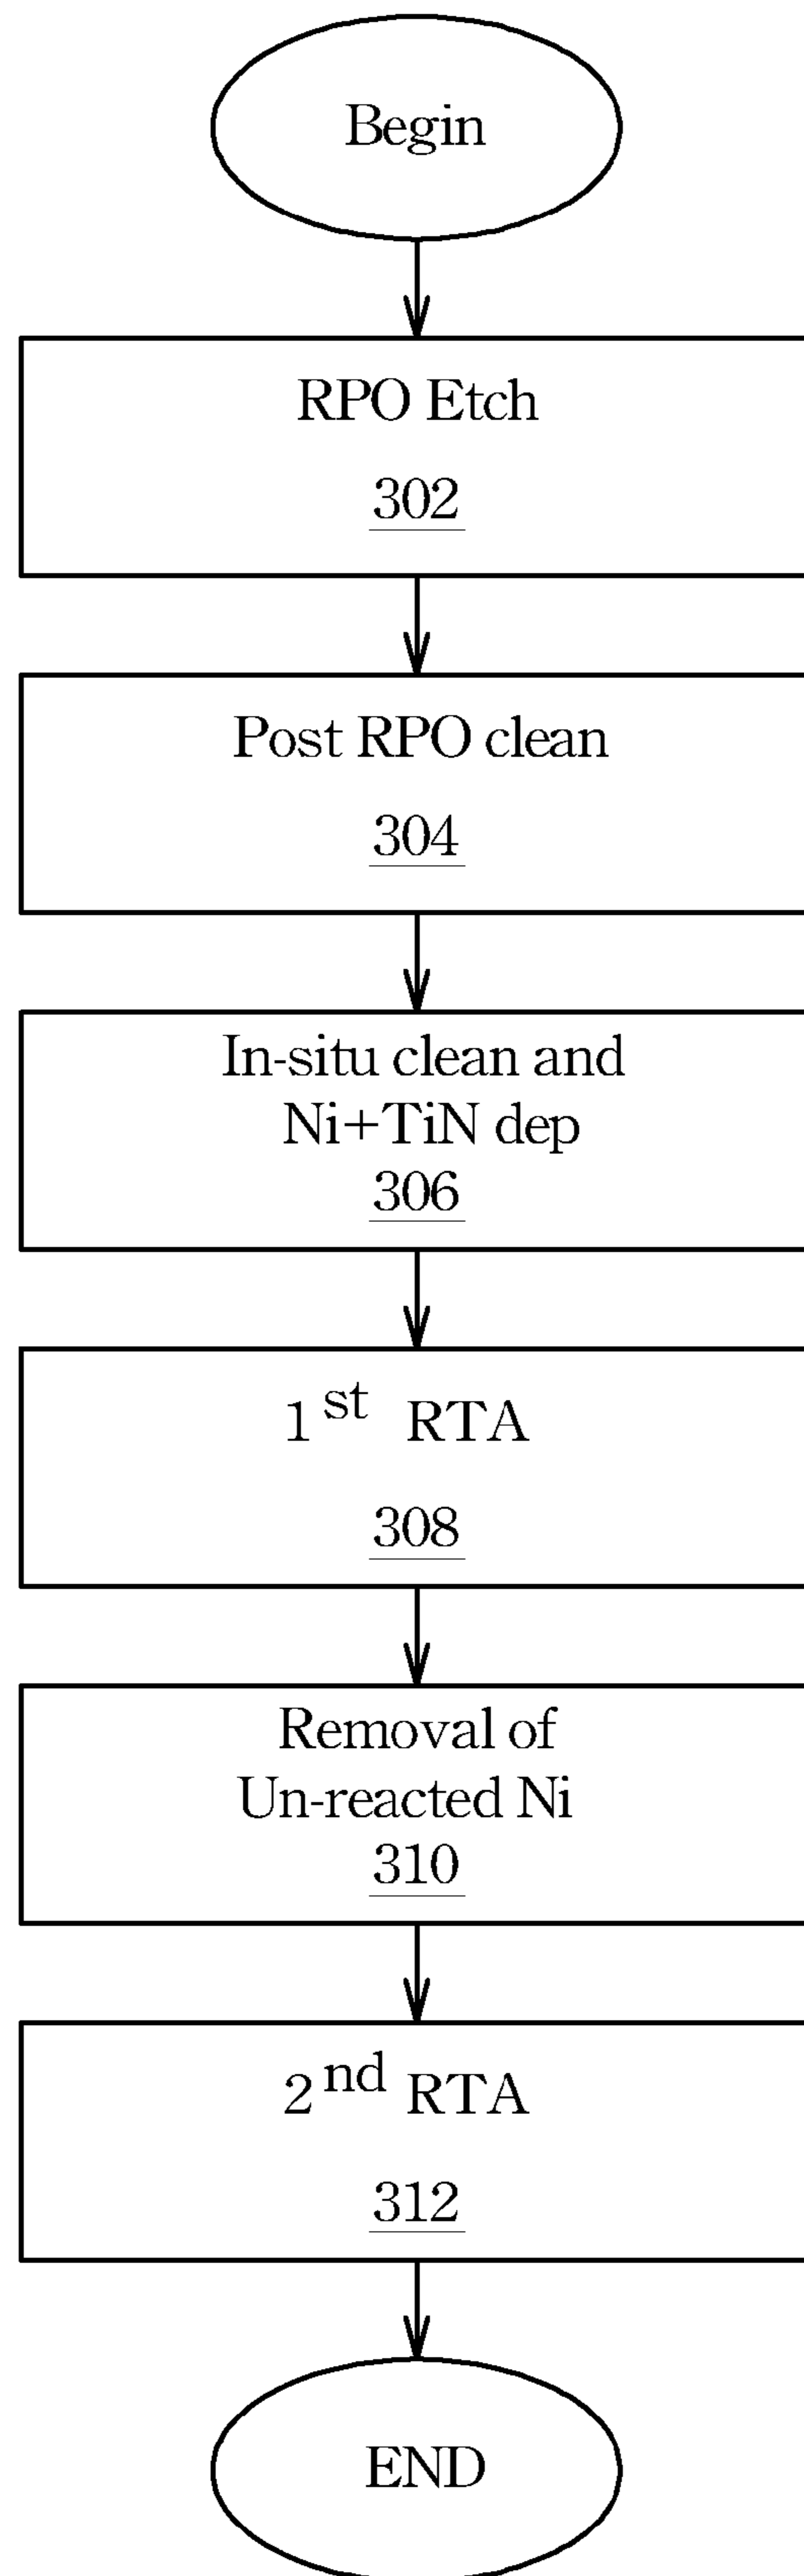 Begin
RPO Etch
302
Post RPO clean
304
In-situ clean and
Ni+TiN dep
306
1st RTA
308
Removal of
Un-reacted Ni
310
2nd RTA
312
END